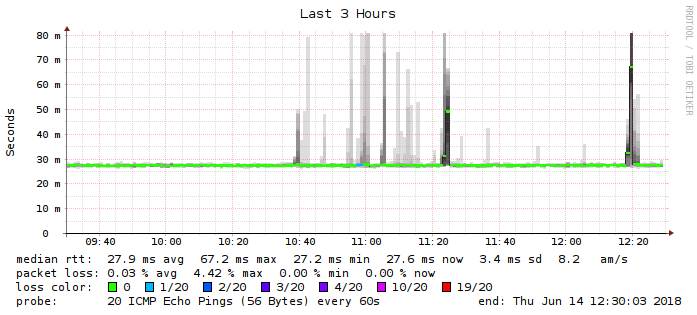 Last 3 Hours
RRDTOOL / TOBI OETIKER
Seconds
80 m
70 m
60 m
50 m
40 m
30 m
20 m
10 m
0
09:40 10:00 10:20 10:40 11:00 11:20 11:40 12:00 12:20
median rtt: 27.9 ms avg 67.2 ms max 27.2 ms min 27.6 ms now 3.4 ms sd 8.2 am/s
packet loss: 0.03 % avg 4.42 % max 0.00 % min 0.00 % now
loss color: 0 1/20 2/20 3/20 4/20 10/20 19/20
probe: 20 ICMP Echo Pings (56 Bytes) every 60s end: Thu Jun 14 12:30:03 2018